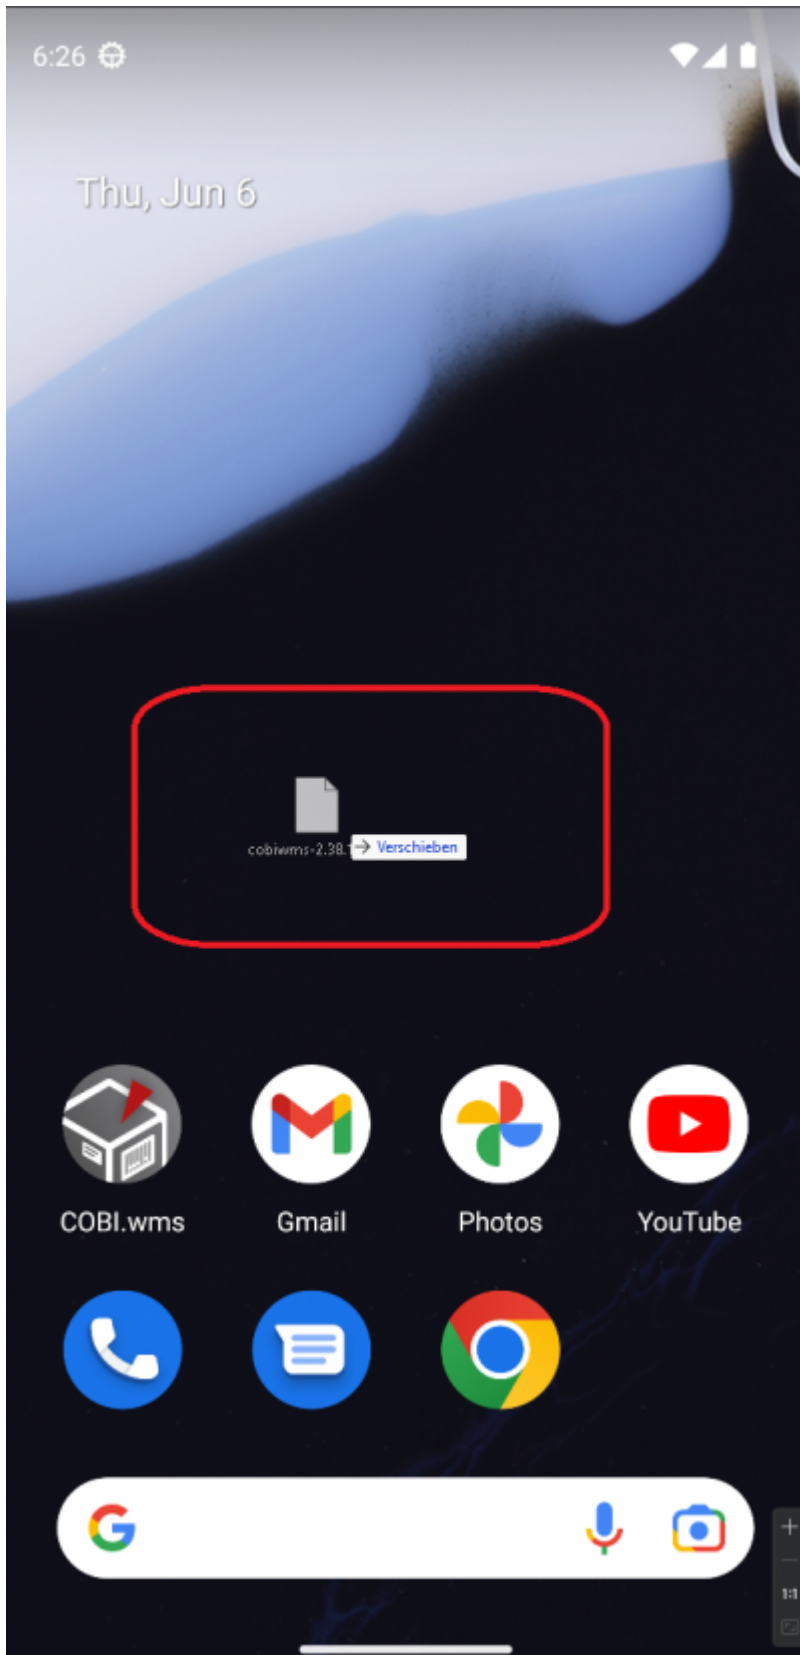 6:26
Thu, Jun 6
cobiwms-2.38.
→ Verschieben
COBI.wms
Gmail
Photos
YouTube
1:1